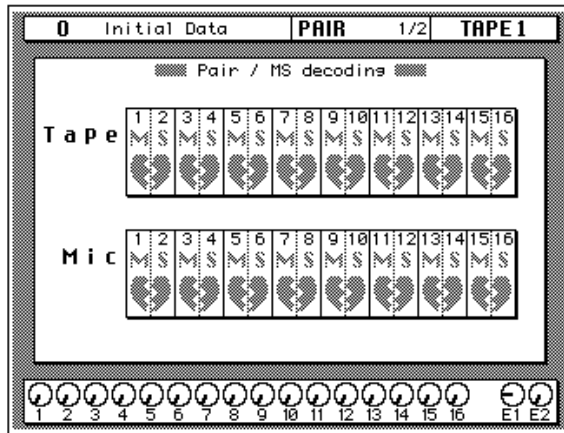 0 Initial Data PAIR 1/2 TAPE 1
Pair / MS decoding
1 2 3 4 5 6 7 8 9 10 11 12 13 14 15 16
Tape M S M S M S M S M S M S M S M S
1 2 3 4 5 6 7 8 9 10 11 12 13 14 15 16
Mic M S M S M S M S M S M S M S M S
1 2 3 4 5 6 7 8 9 10 11 12 13 14 15 16 E1 E2